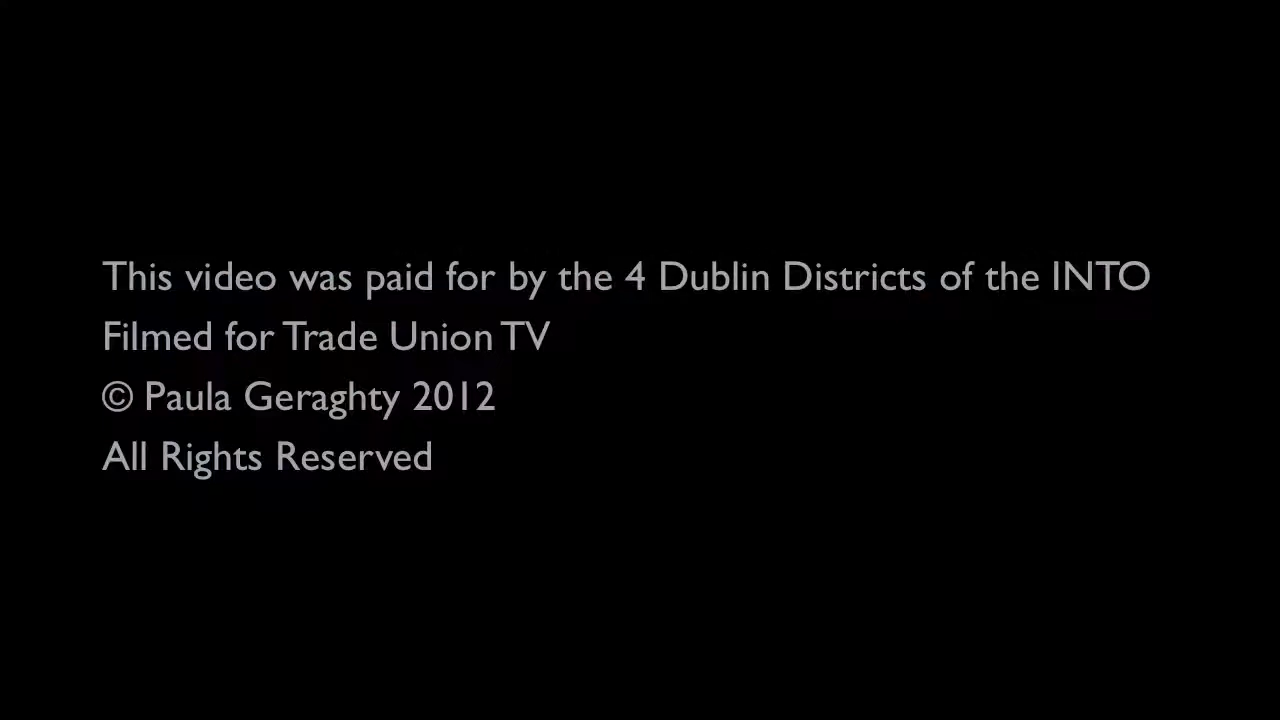 This video was paid for by the 4 Dublin Districts of the INTO
Filmed for Trade Union TV
© Paula Geraghty 2012
All Rights Reserved